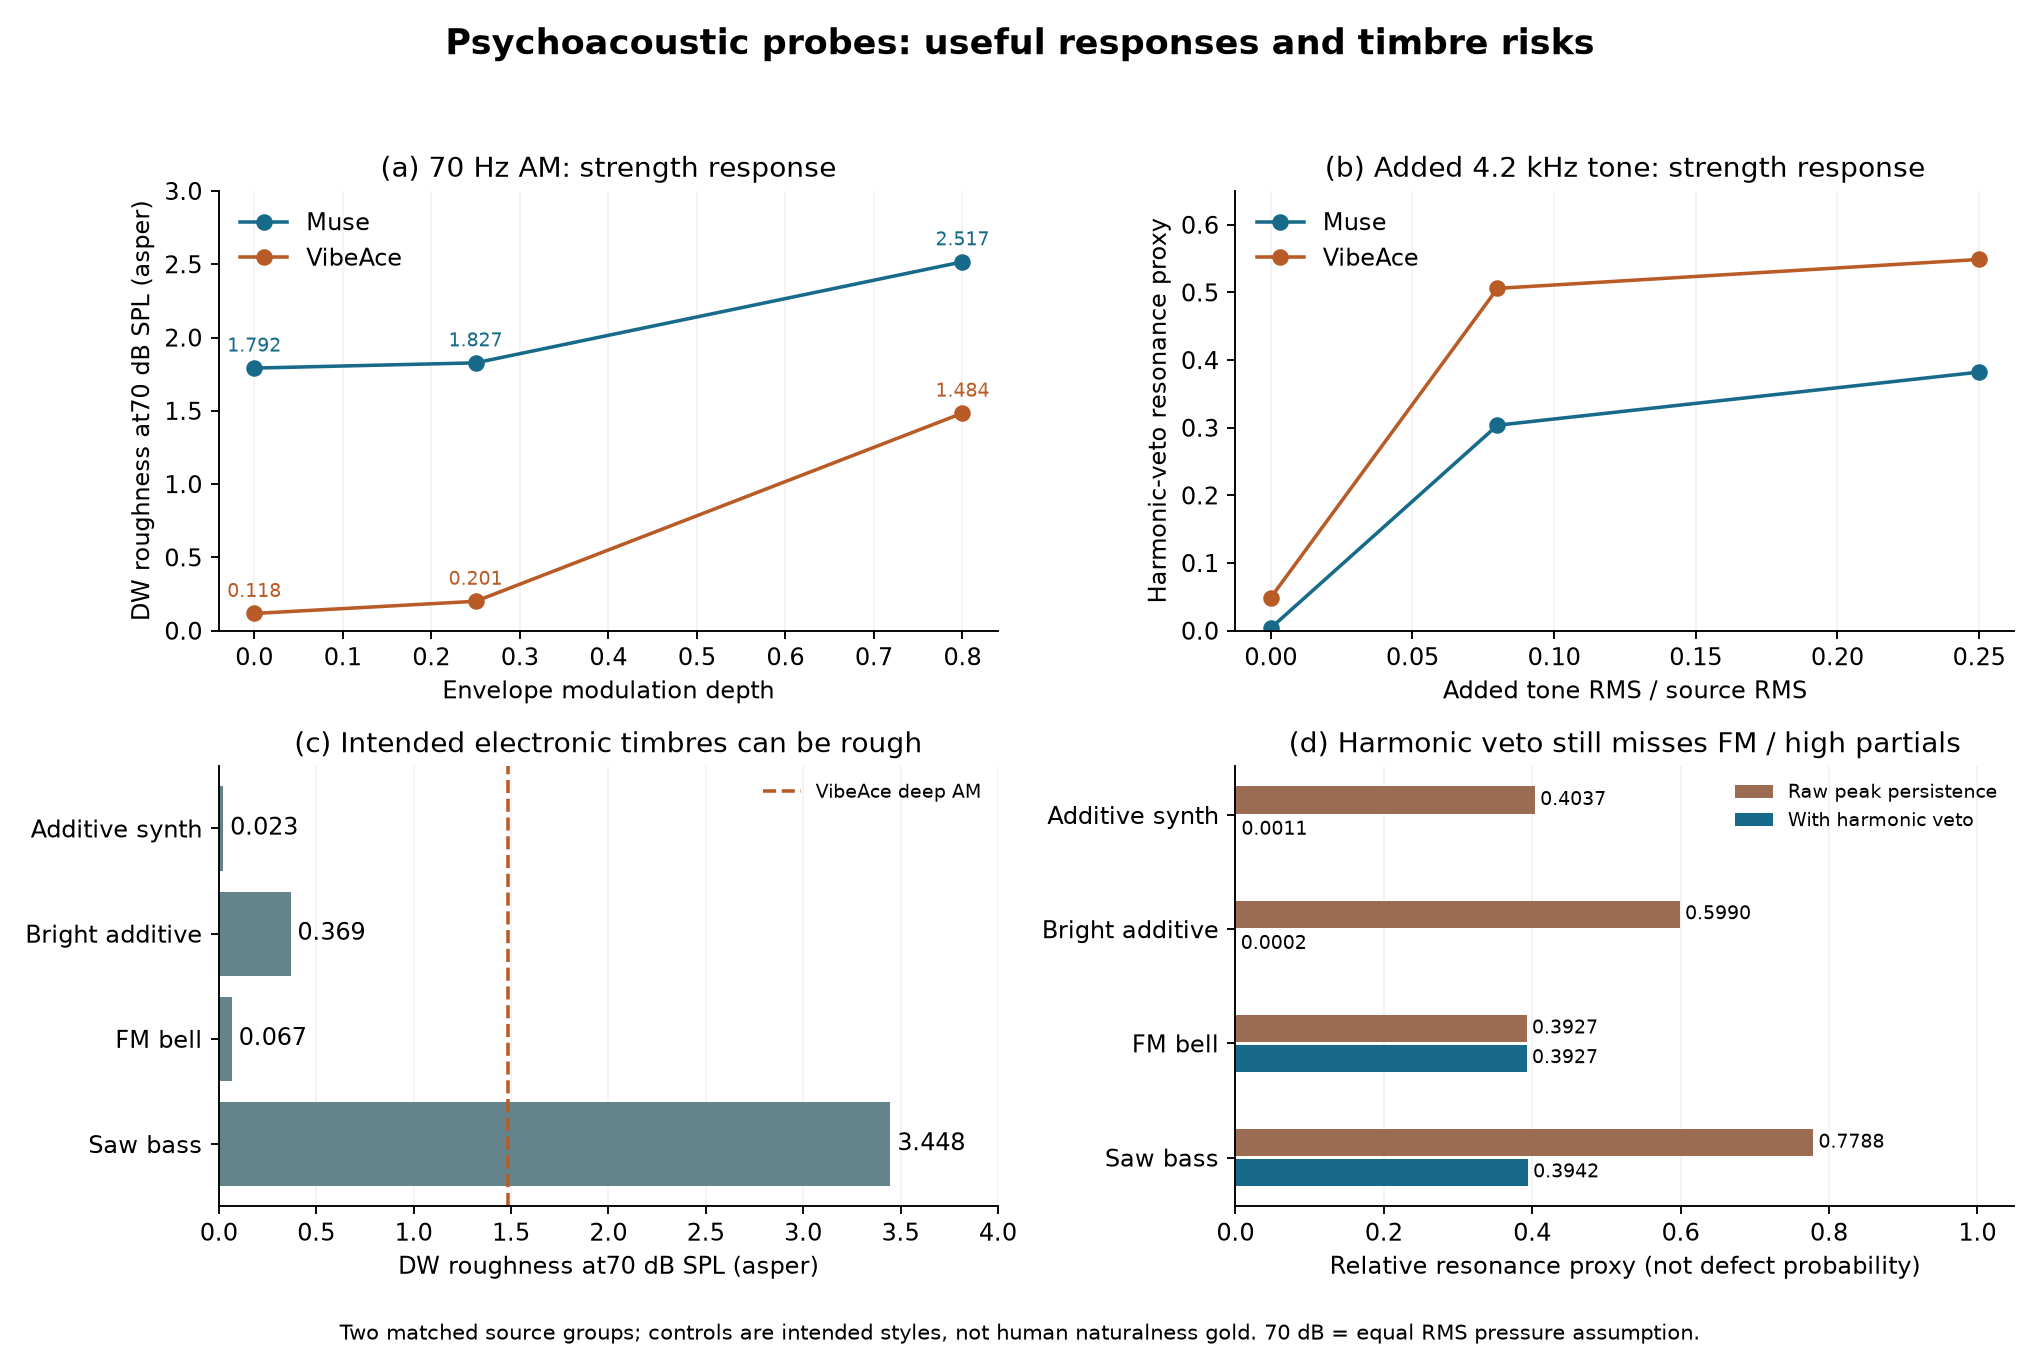 Psychoacoustic probes: useful responses and timbre risks
(a) 70 Hz AM: strength response
DW roughness at70 dB SPL (asper)
3.0
2.5
2.0
1.5
1.0
0.5
0.0
Muse
VibeAce
1.792
1.827
2.517
0.118
0.201
1.484
0.0 0.1 0.2 0.3 0.4 0.5 0.6 0.7 0.8
Envelope modulation depth
(b) Added 4.2 kHz tone: strength response
Harmonic-veto resonance proxy
0.6
0.5
0.4
0.3
0.2
0.1
0.0
Muse
VibeAce
0.00 0.05 0.10 0.15 0.20 0.25
Added tone RMS / source RMS
(c) Intended electronic timbres can be rough
VibeAce deep AM
Additive synth 0.023
Bright additive 0.369
FM bell 0.067
Saw bass 3.448
0.0 0.5 1.0 1.5 2.0 2.5 3.0 3.5 4.0
DW roughness at70 dB SPL (asper)
(d) Harmonic veto still misses FM / high partials
Raw peak persistence
With harmonic veto
Additive synth 0.4037
0.0011
Bright additive 0.5990
0.0002
FM bell 0.3927
0.3927
Saw bass 0.7788
0.3942
0.0 0.2 0.4 0.6 0.8 1.0
Relative resonance proxy (not defect probability)
Two matched source groups; controls are intended styles, not human naturalness gold. 70 dB = equal RMS pressure assumption.